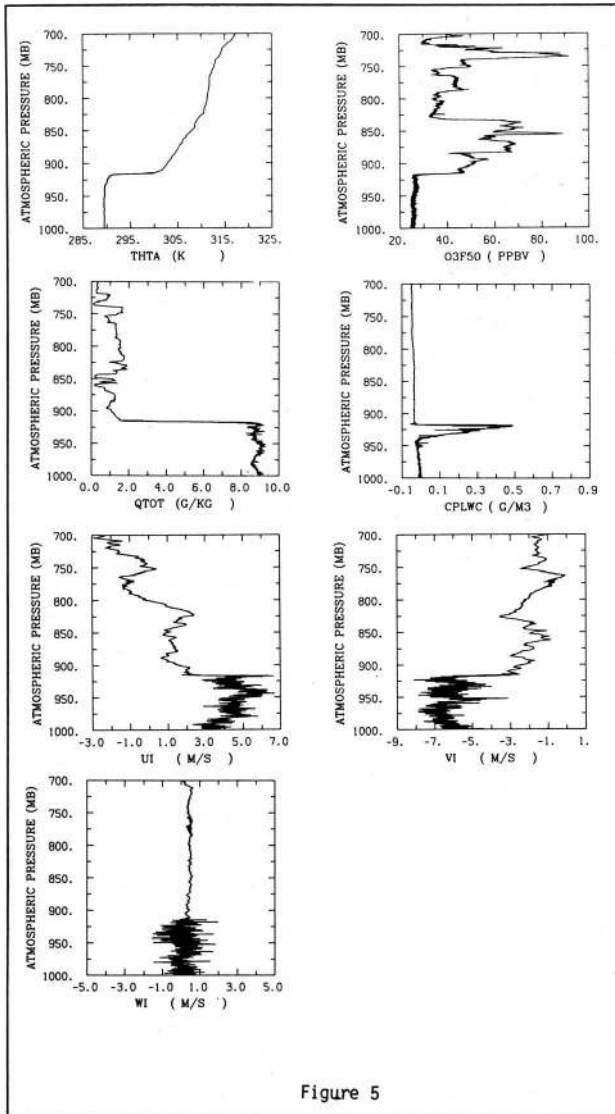 ATMOSPHERIC PRESSURE (MB)
700.
750.
800.
850.
900.
950.
1000.
285. 295. 305. 315. 325.
THTA (K )
ATMOSPHERIC PRESSURE (MB)
700.
750.
800.
850.
900.
950.
1000.
20. 40. 60. 80. 100.
O3F50 ( PPBV )
ATMOSPHERIC PRESSURE (MB)
700.
750.
800.
850.
900.
950.
1000.
0.0 2.0 4.0 6.0 8.0 10.0
QTOT (G/KG )
ATMOSPHERIC PRESSURE (MB)
700.
750.
800.
850.
900.
950.
1000.
-0.1 0.1 0.3 0.5 0.7 0.9
CPLWC ( G/M3 )
ATMOSPHERIC PRESSURE (MB)
700.
750.
800.
850.
900.
950.
1000.
-3.0 -1.0 1.0 3.0 5.0 7.0
UI ( M/S )
ATMOSPHERIC PRESSURE (MB)
700.
750.
800.
850.
900.
950.
1000.
-9. -7. -5. -3. -1. 1.
VI ( M/S )
ATMOSPHERIC PRESSURE (MB)
700.
750.
800.
850.
900.
950.
1000.
-5.0 -3.0 -1.0 1.0 3.0 5.0
WI ( M/S )
Figure 5